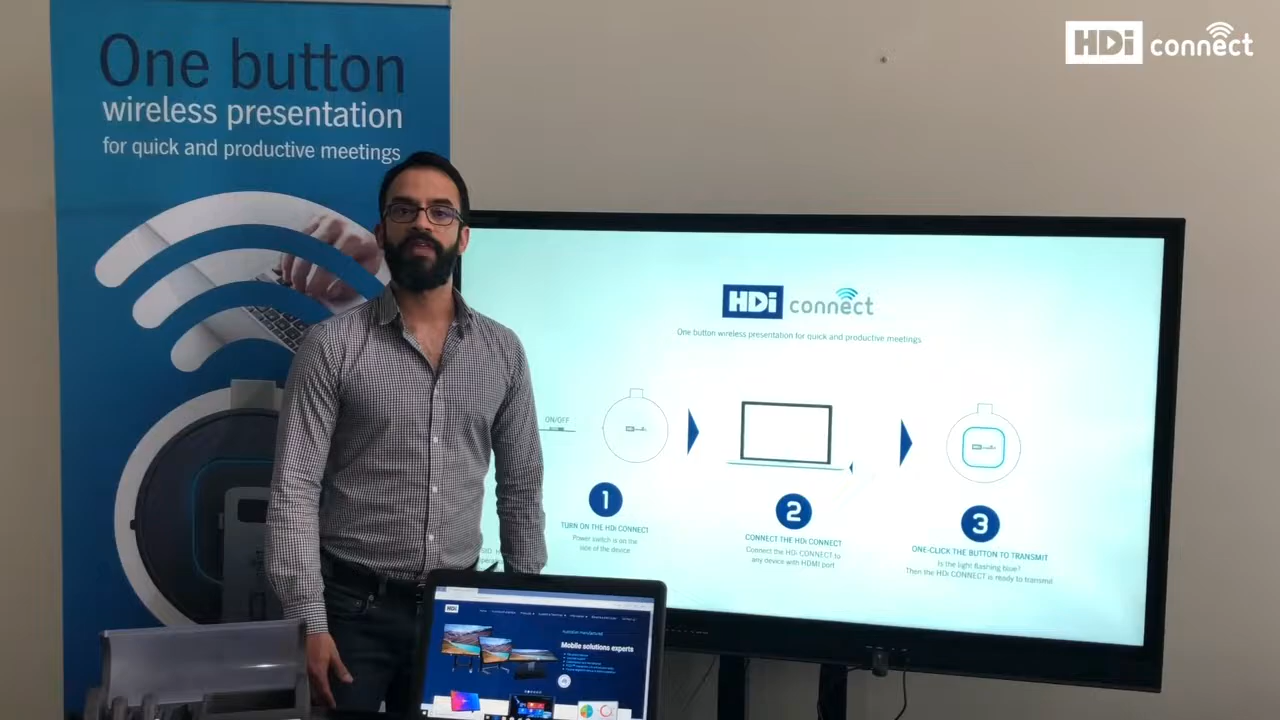 HDi connect
One button
wireless presentation
for quick and productive meetings
HDi connect
One button wireless presentation for quick and productive meetings
ON/OFF
1
TURN ON THE HDi CONNECT
Power switch is on the
side of the device
2
CONNECT THE HDi CONNECT
Connect the HDi CONNECT to
any device with HDMI port
3
ONE-CLICK THE BUTTON TO TRANSMIT
Is the light flashing blue?
Then the HDi CONNECT is ready to transmit
HDi
Australian manufactured
Mobile solutions experts